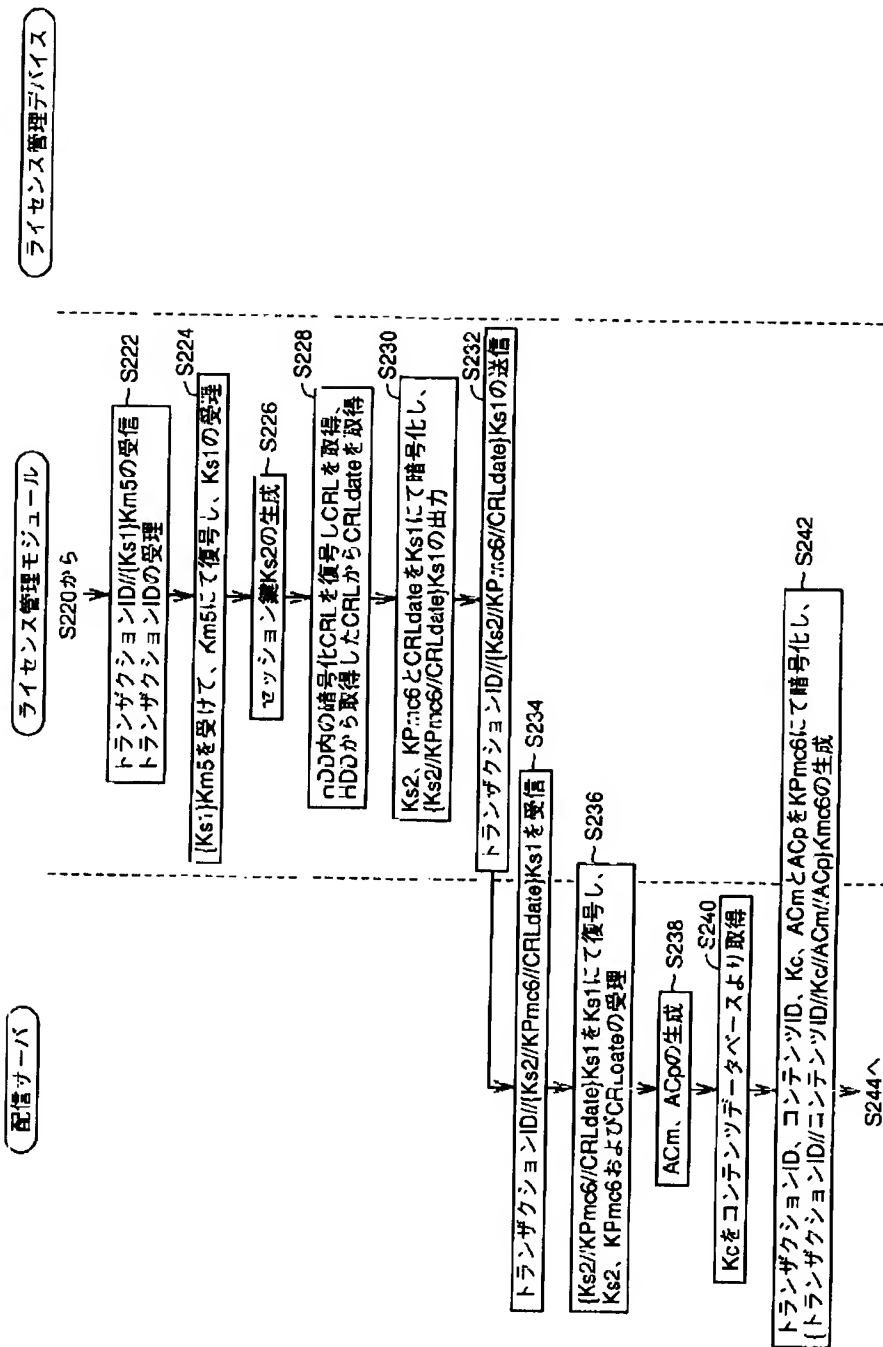 配信サーバ
ライセンス管理モジュール
ライセンス管理デバイス
S220から
トランザクションID//{Ks1}Km5の受信
トランザクションIDの受理
S222
{Ks1}Km5を受けて、Km5にて復号し、Ks1の受理
S224
セッション鍵Ks2の生成
S226
HDD内の暗号化CRLを復号しCRLを取得、
HDDから取得したCRLからCRLdateを取得
S228
Ks2、KPmc6とCRLdateをKs1にて暗号化し、
{Ks2//KPmc6//CRLdate}Ks1の出力
S230
トランザクションID//{Ks2//KPmc6//CRLdate}Ks1の送信
S232
トランザクションID//{Ks2//KPmc6//CRLdate}Ks1を受信
S234
{Ks2//KPmc6//CRLdate}Ks1をKs1にて復号し、
Ks2、KPmc6およびCRLdateの受理
S236
ACm、ACpの生成
S238
Kcをコンテンツデータベースより取得
S240
トランザクションID、コンテンツID、Kc、ACmとACpをKPmc6にて暗号化し、
{トランザクションID//コンテンツID//Kc//ACm//ACp}Kmc6の生成
S242
S244へ